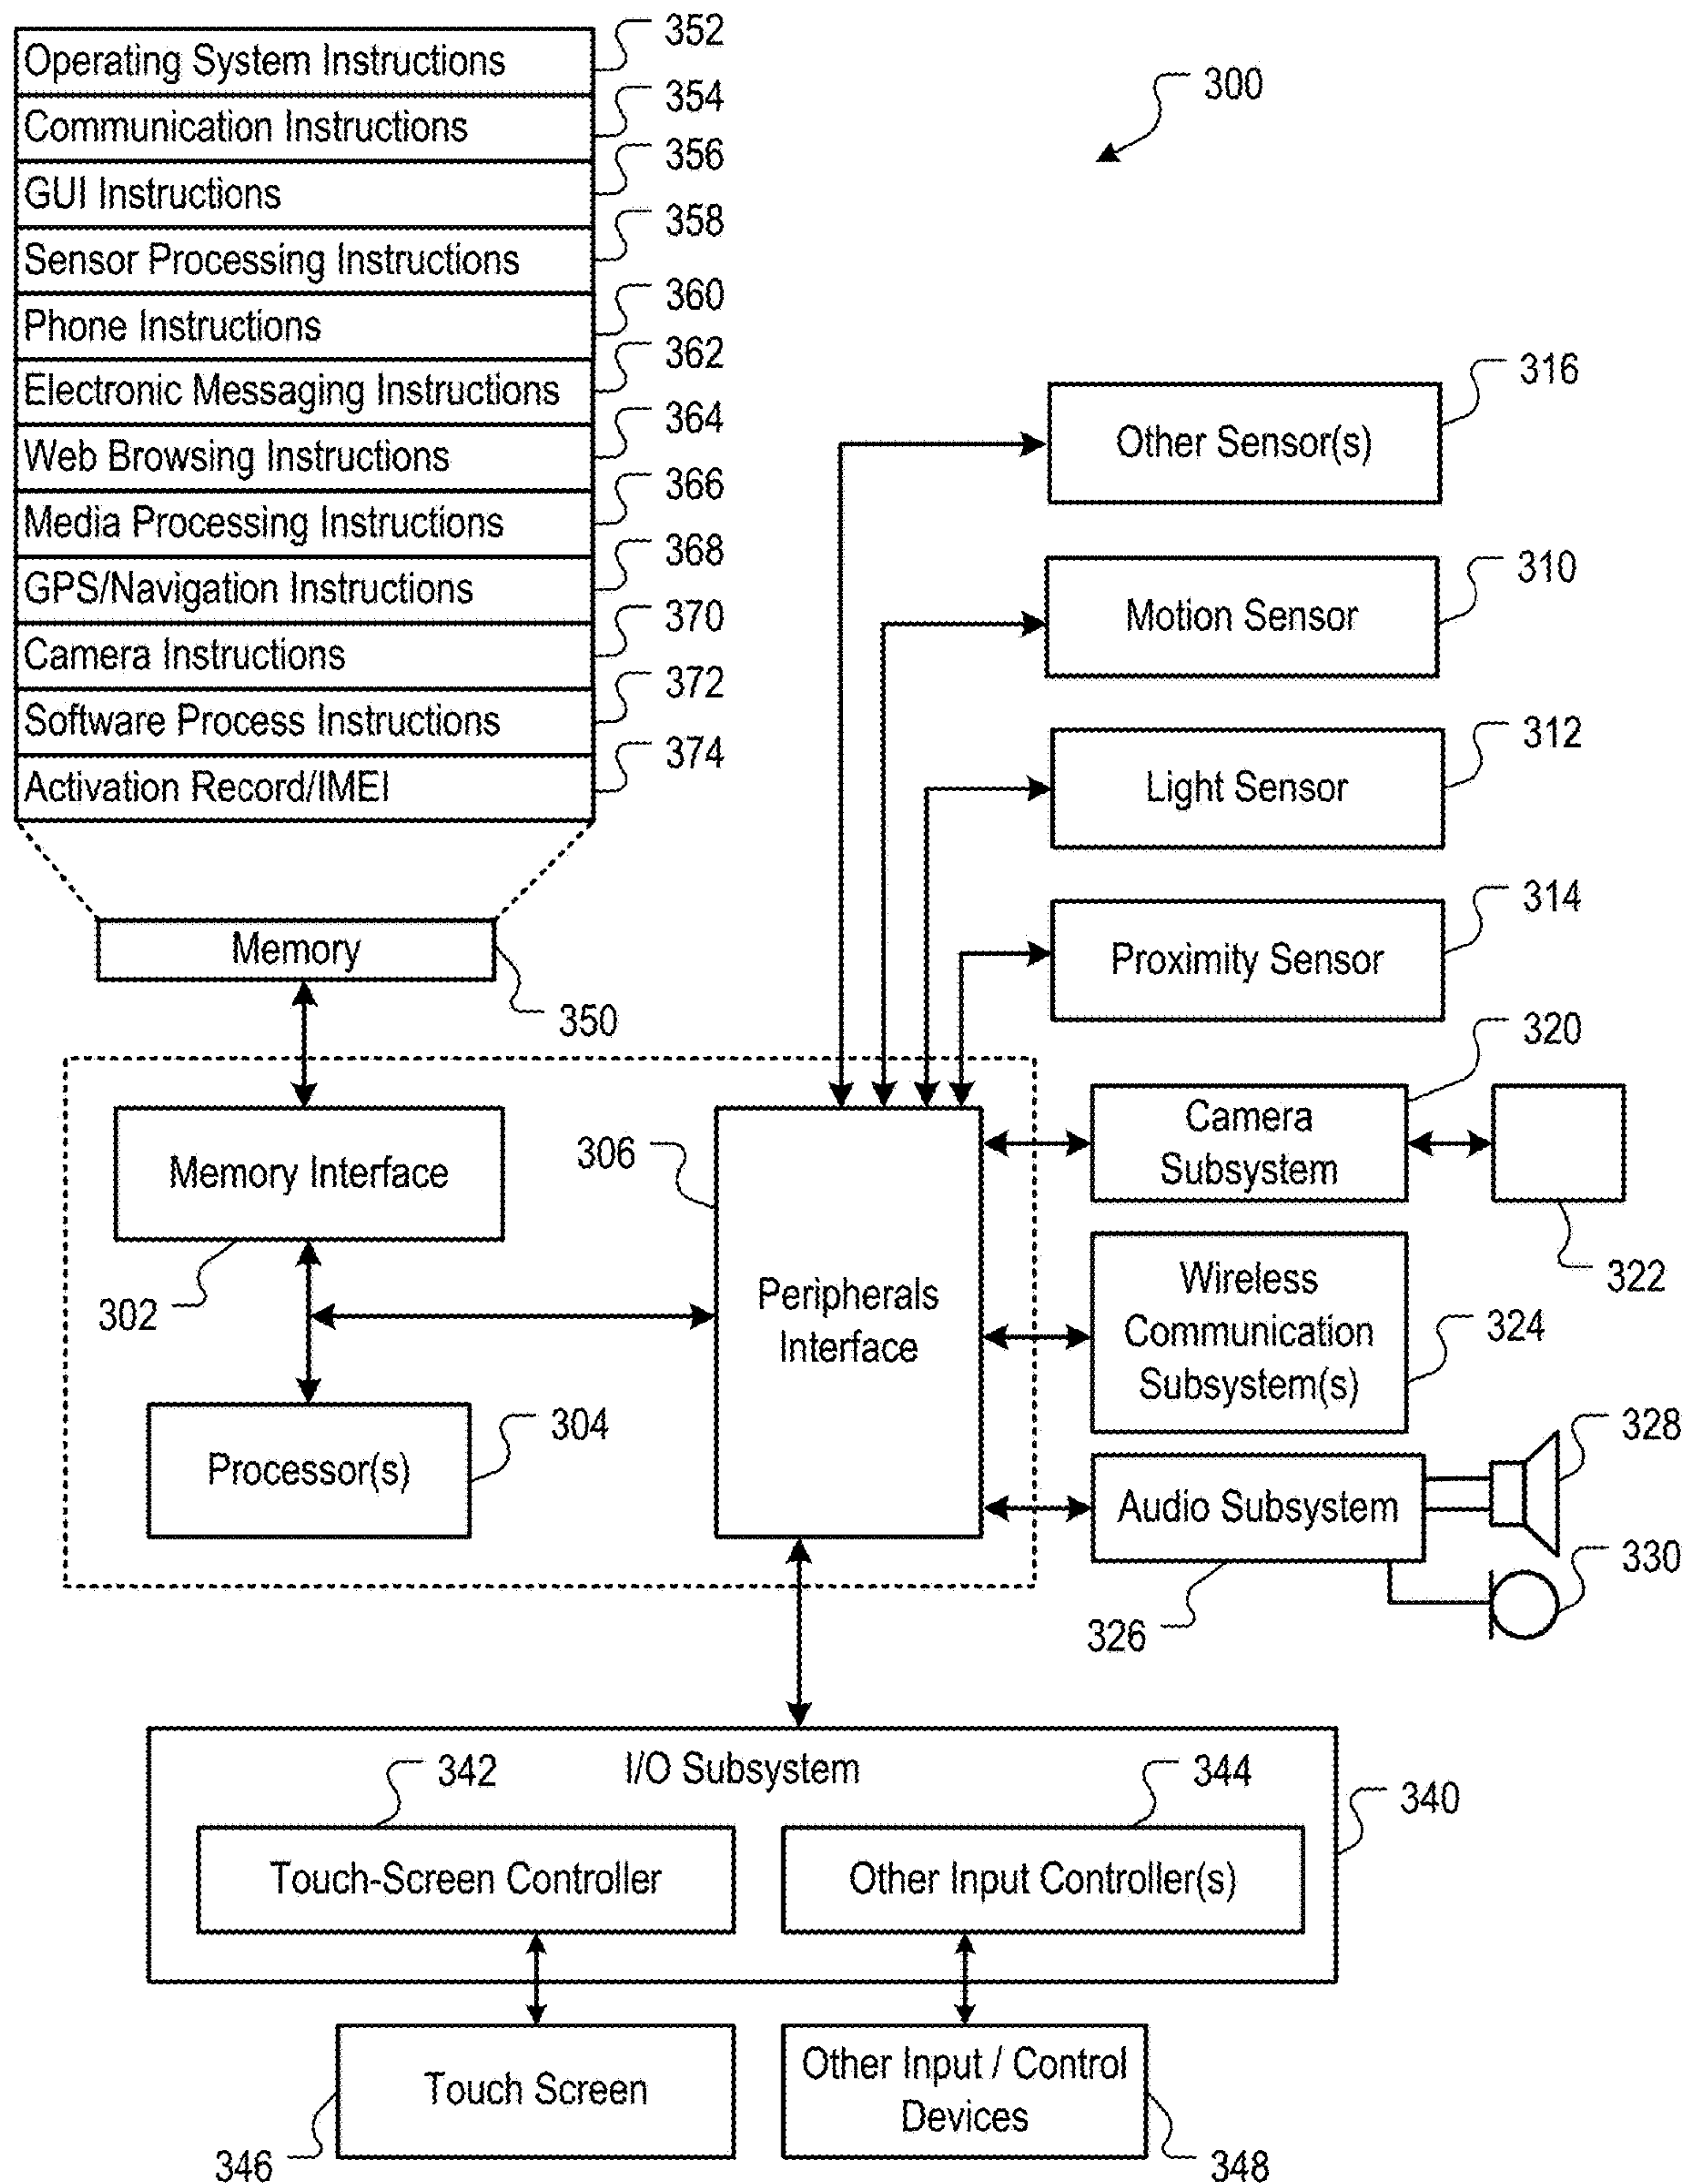 352
Operating System Instructions
354
Communication Instructions
356
GUI Instructions
358
Sensor Processing Instructions
360
Phone Instructions
362
Electronic Messaging Instructions
364
Web Browsing Instructions
366
Media Processing Instructions
368
GPS/Navigation Instructions
370
Camera Instructions
372
Software Process Instructions
374
Activation Record/IMEI
300
316
Other Sensor(s)
310
Motion Sensor
312
Light Sensor
314
Proximity Sensor
Memory
350
320
Camera
Subsystem
322
Memory Interface
302
306
Peripherals
Interface
Wireless
Communication
Subsystem(s)
324
304
Processor(s)
328
Audio Subsystem
326
330
I/O Subsystem
342
344
340
Touch-Screen Controller
Other Input Controller(s)
Touch Screen
346
Other Input / Control
Devices
348